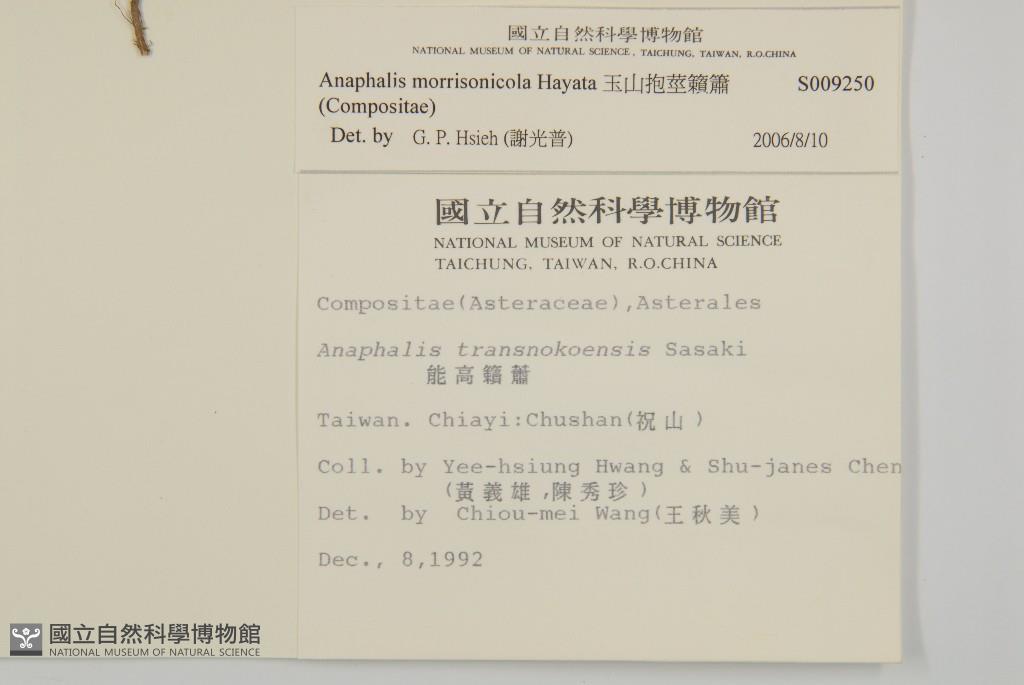 國立自然科學博物館
NATIONAL MUSEUM OF NATURAL SCIENCE, TAICHUNG, TAIWAN, R.O.CHINA
Anaphalis morrisonicola Hayata 玉山抱莖籟簫 S009250
(Compositae)
Det. by G. P. Hsieh (謝光普) 2006/8/10
國立自然科學博物館
NATIONAL MUSEUM OF NATURAL SCIENCE
TAICHUNG, TAIWAN, R.O.CHINA
Compositae(Asteraceae),Asterales
Anaphalis transnokoensis Sasaki
能高籟蕭
Taiwan. Chiayi:Chushan(祝山)
Coll. by Yee-hsiung Hwang & Shu-janes Chen
(黃義雄,陳秀珍)
Det. by Chiou-mei Wang(王秋美)
Dec., 8,1992
國立自然科學博物館
NATIONAL MUSEUM OF NATURAL SCIENCE